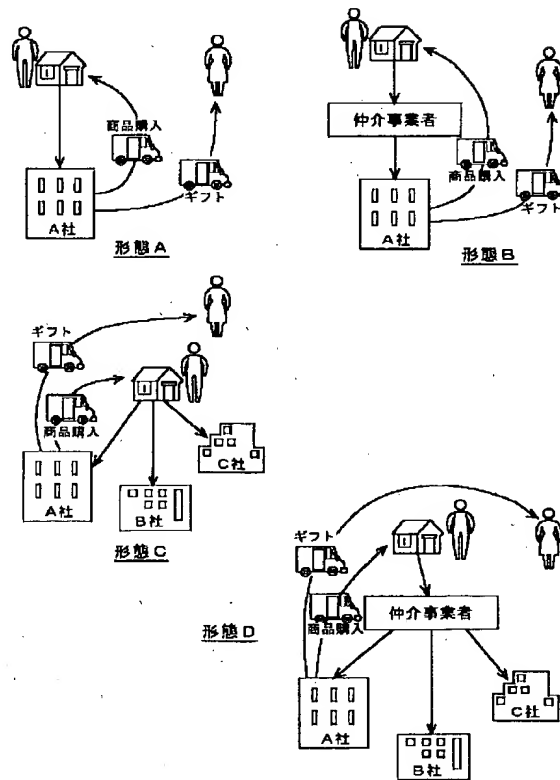 商品購入
ギフト
A社
形態A
仲介事業者
商品購入
ギフト
A社
形態B
ギフト
商品購入
A社
B社
C社
形態C
ギフト
商品購入
仲介事業者
A社
B社
C社
形態D